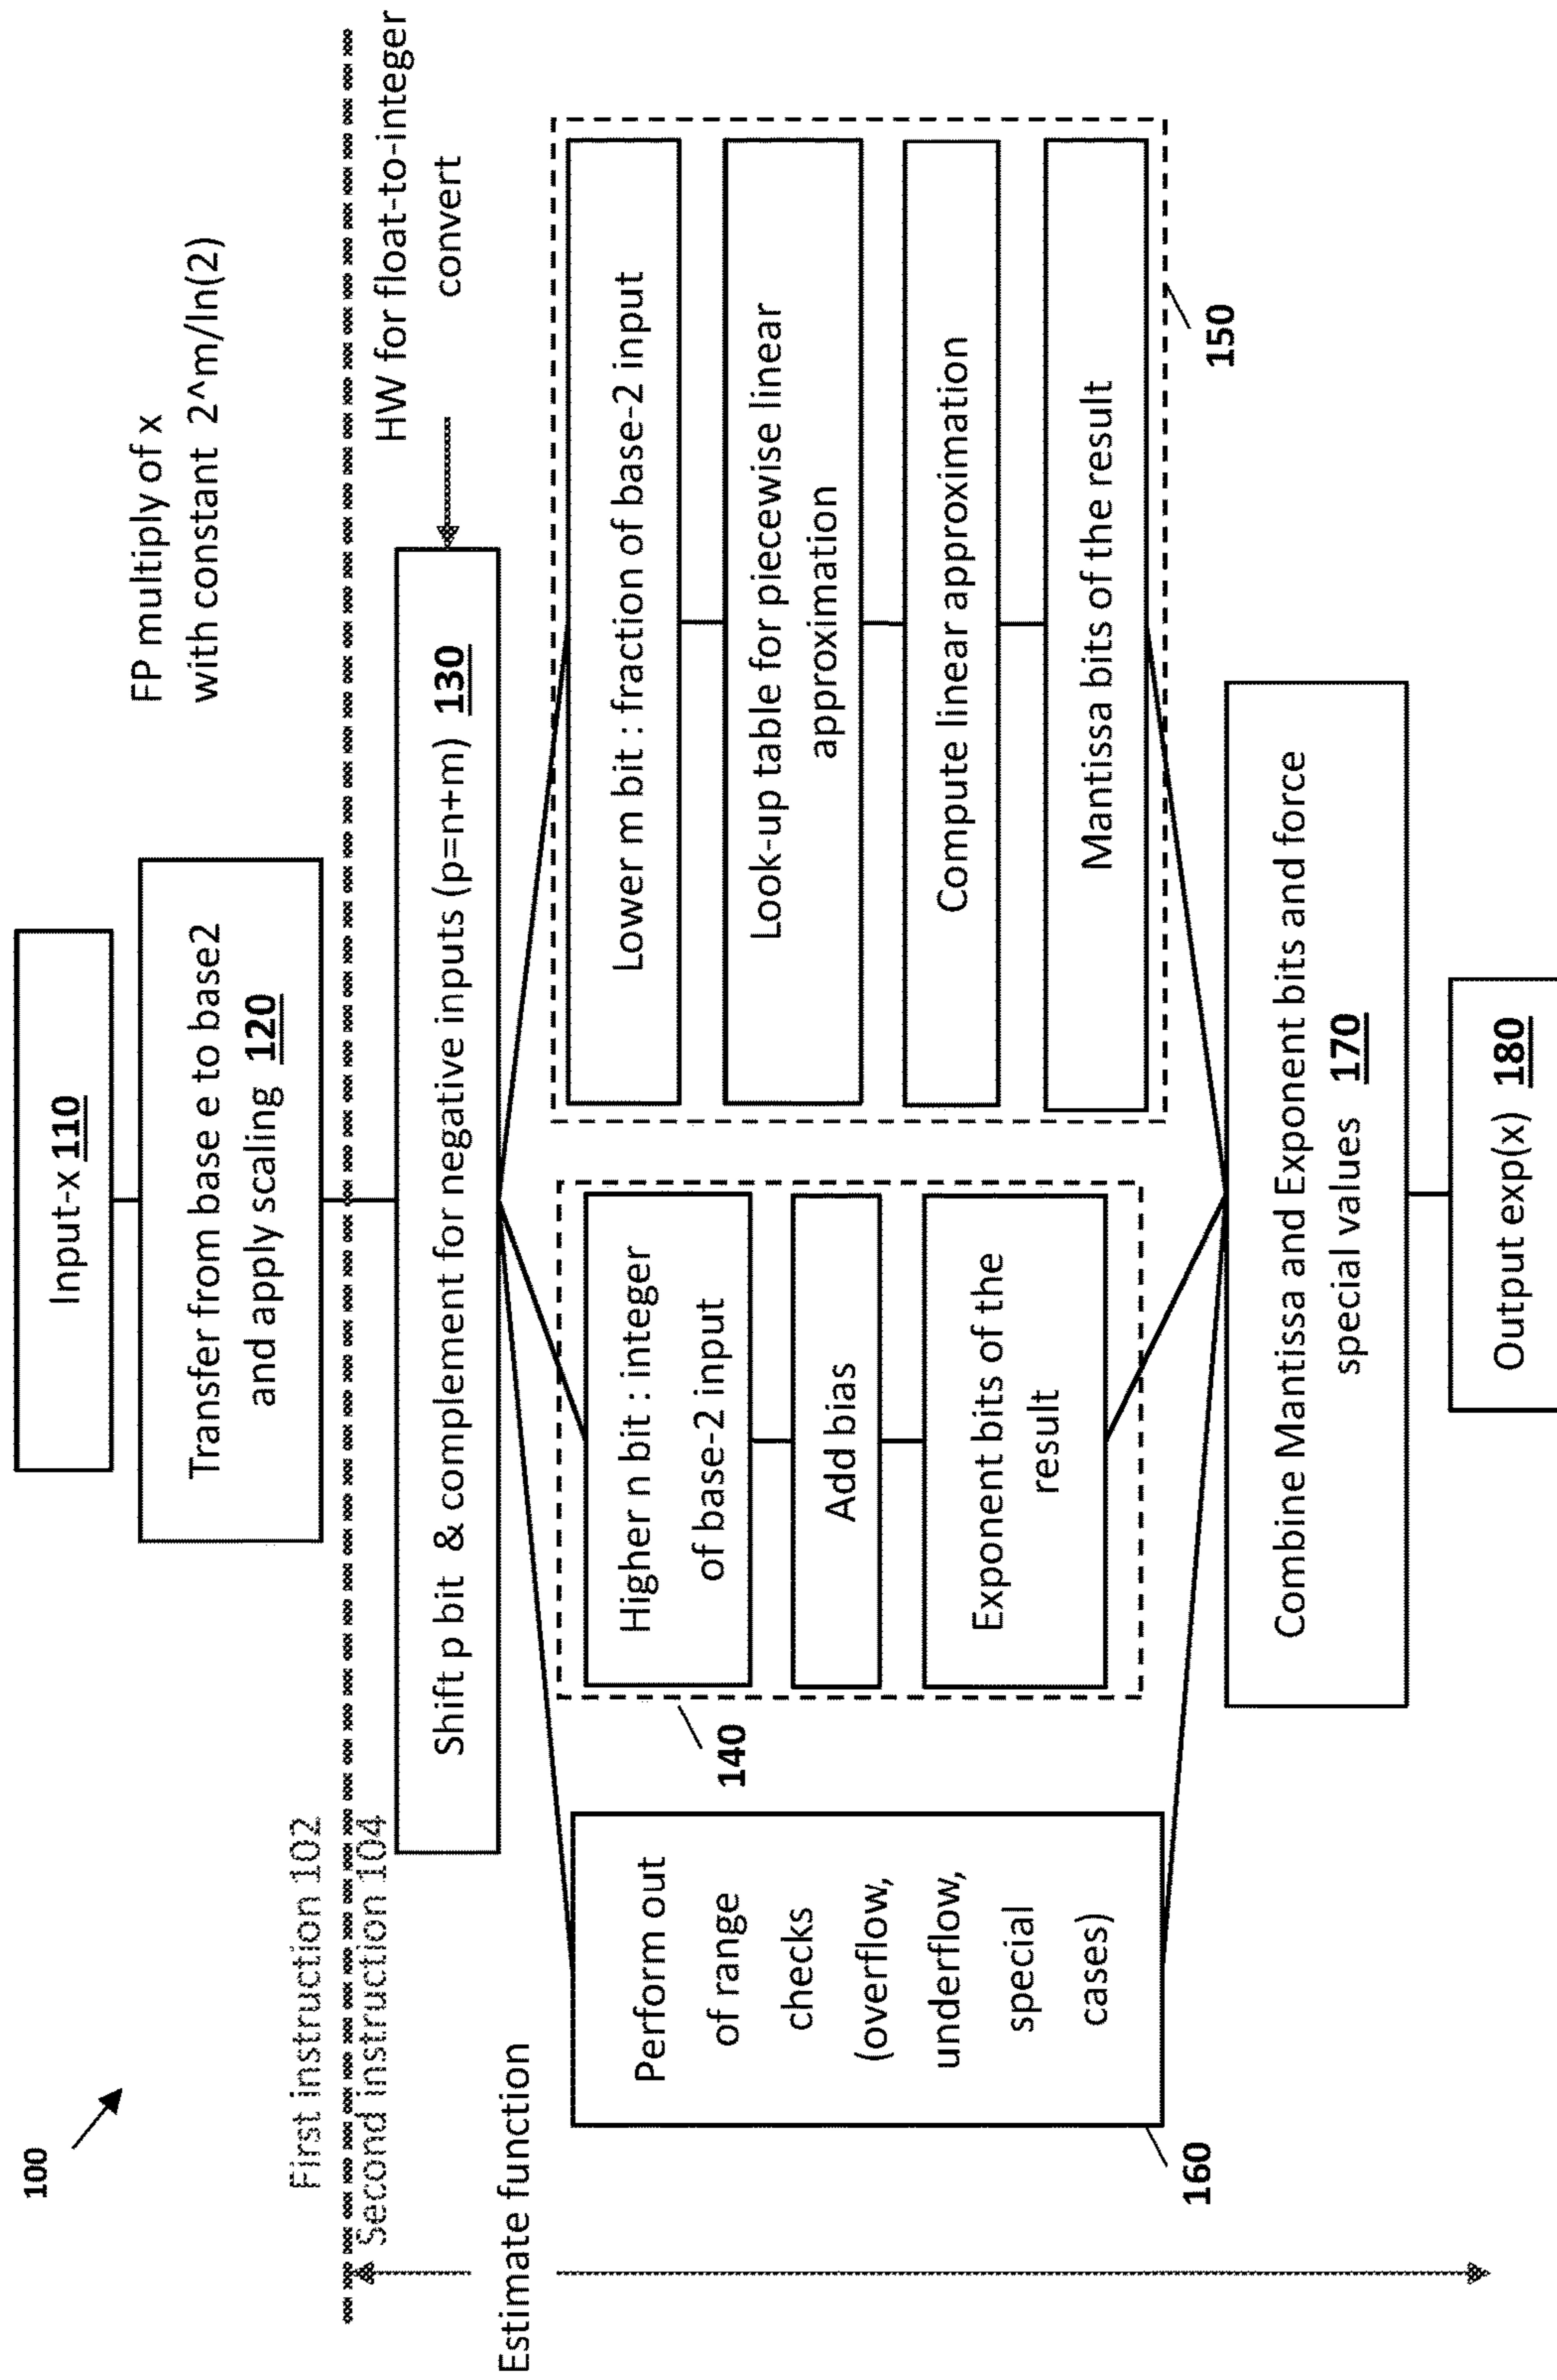 100
Input-x 110
FP multiply of x
with constant 2^m/ln(2)
Transfer from base e to base2
and apply scaling 120
First instruction 102
Second instruction 104
HW for float-to-integer
convert
Shift p bit & complement for negative inputs (p=n+m) 130
Estimate function
Perform out
of range
checks
(overflow,
underflow,
special
cases)
160
140
Higher n bit : integer
of base-2 input
Add bias
Exponent bits of the
result
Lower m bit : fraction of base-2 input
Look-up table for piecewise linear
approximation
Compute linear approximation
Mantissa bits of the result
150
Combine Mantissa and Exponent bits and force
special values 170
Output exp(x) 180